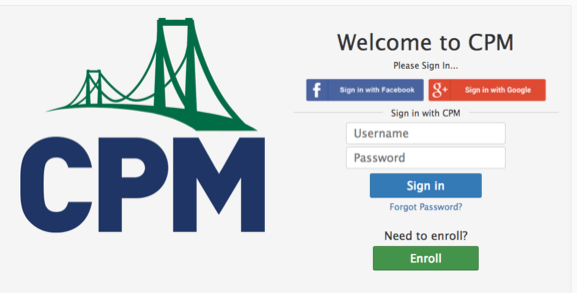 CPM
Welcome to CPM
Please Sign In...
f Sign in with Facebook
g+ Sign in with Google
Sign in with CPM
Username
Password
Sign in
Forgot Password?
Need to enroll?
Enroll